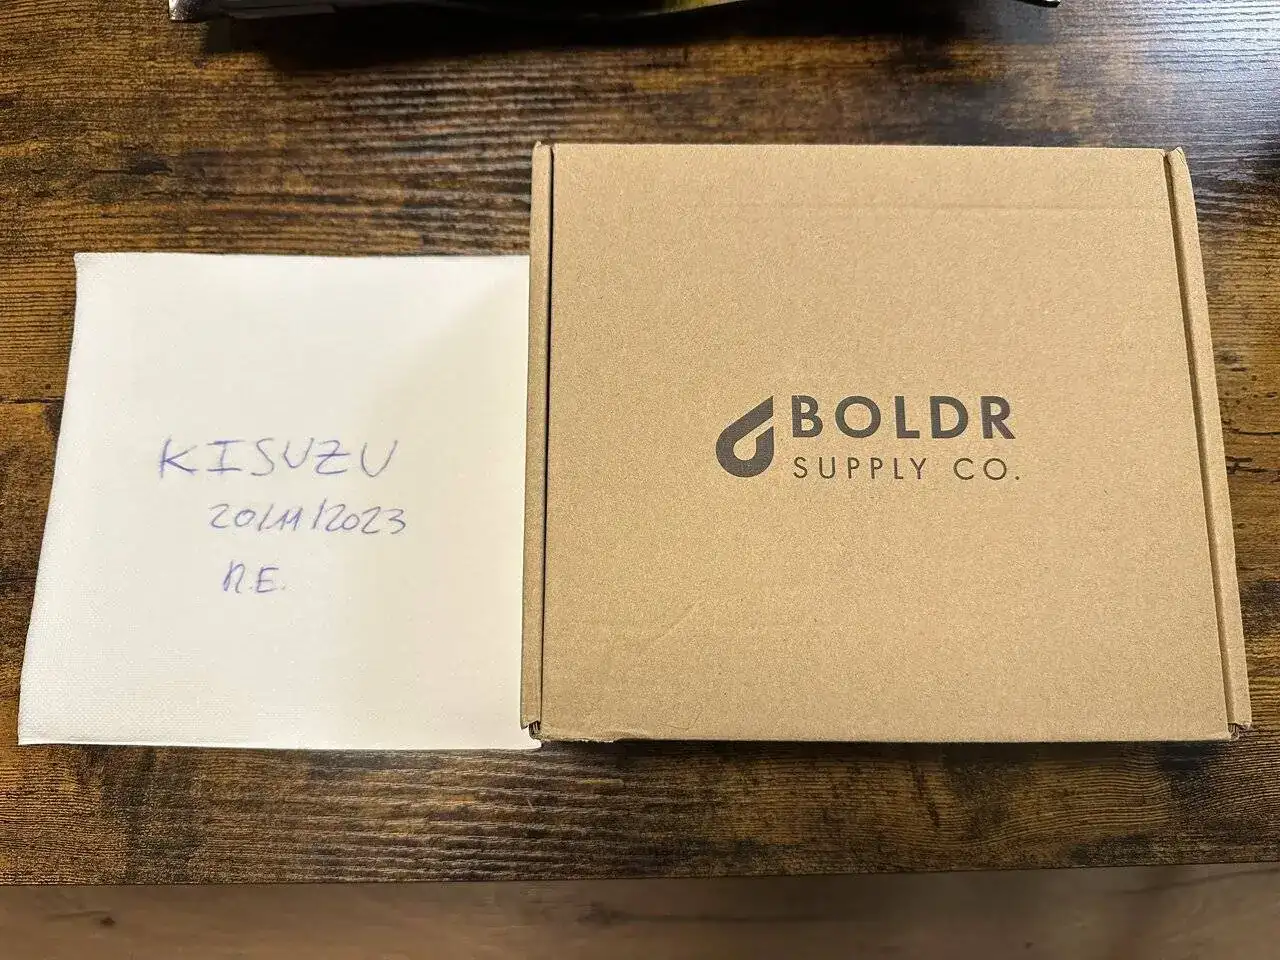 KISUZU
20/11/2023
R.E.
BOLDR
SUPPLY CO.